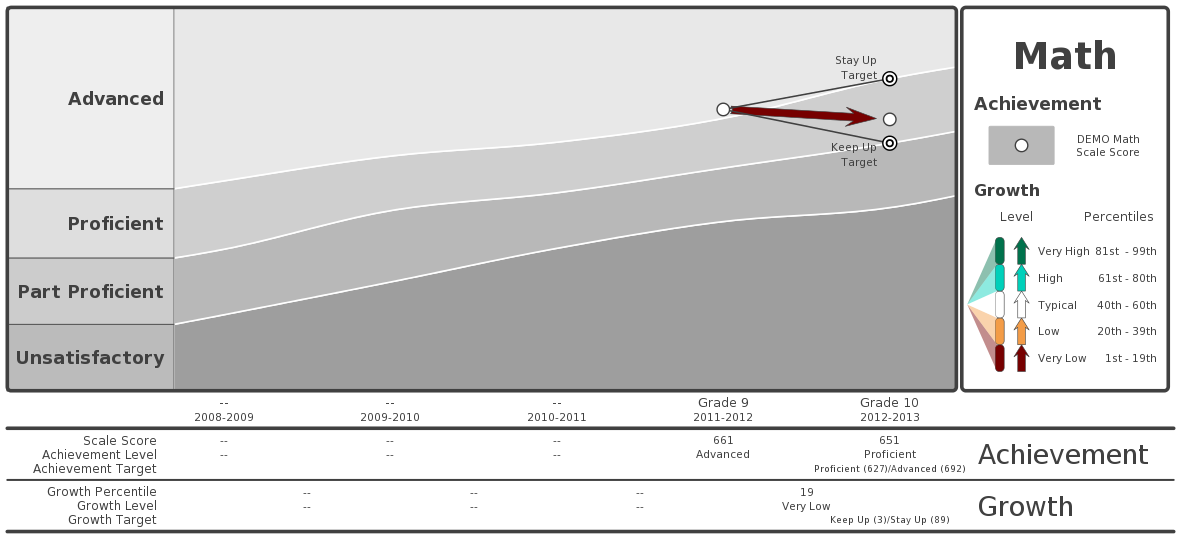 Advanced
Proficient
Part Proficient
Unsatisfactory
Stay Up
Target
Keep Up
Target
Math
Achievement
DEMO Math
Scale Score
Growth
Level Percentiles
Very High 81st - 99th
High 61st - 80th
Typical 40th - 60th
Low 20th - 39th
Very Low 1st - 19th
-- -- -- Grade 9 Grade 10
2008-2009 2009-2010 2010-2011 2011-2012 2012-2013
Scale Score -- -- -- 661 651
Achievement Level -- -- -- Advanced Proficient
Achievement Target Proficient (627)/Advanced (692)
Achievement
Growth Percentile -- -- -- 19
Growth Level -- -- -- Very Low
Growth Target Keep Up (3)/Stay Up (89)
Growth